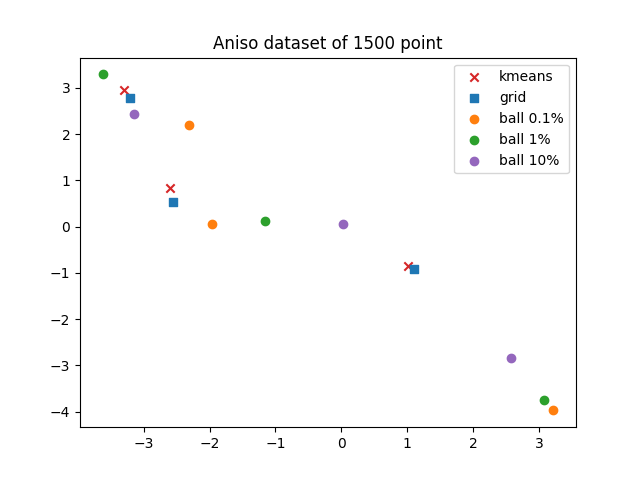 Aniso dataset of 1500 point
kmeans
grid
ball 0.1%
ball 1%
ball 10%
3
2
1
0
−1
−2
−3
−4
−3
−2
−1
0
1
2
3